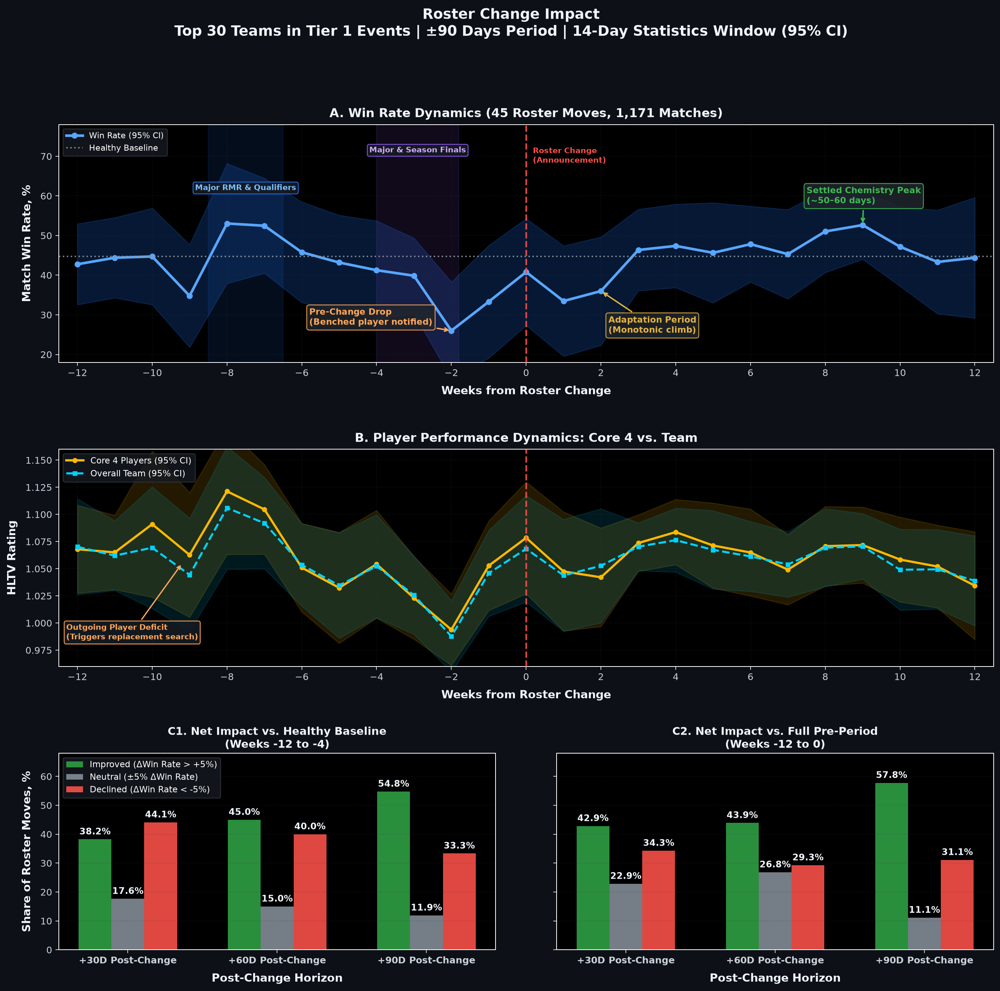 Roster Change Impact
Top 30 Teams in Tier 1 Events | ±90 Days Period | 14-Day Statistics Window (95% CI)
A. Win Rate Dynamics (45 Roster Moves, 1,171 Matches)
Win Rate (95% CI)
Healthy Baseline
Major RMR & Qualifiers
Major & Season Finals
Roster Change
(Announcement)
Settled Chemistry Peak
(~50-60 days)
Pre-Change Drop
(Benched player notified)
Adaptation Period
(Monotonic climb)
Match Win Rate, %
70
60
50
40
30
20
−12
−10
−8
−6
−4
−2
0
2
4
6
8
10
12
Weeks from Roster Change
B. Player Performance Dynamics: Core 4 vs. Team
Core 4 Players (95% CI)
Overall Team (95% CI)
Outgoing Player Deficit
(Triggers replacement search)
HLTV Rating
1.150
1.125
1.100
1.075
1.050
1.025
1.000
0.975
−12
−10
−8
−6
−4
−2
0
2
4
6
8
10
12
Weeks from Roster Change
C1. Net Impact vs. Healthy Baseline
(Weeks -12 to -4)
Improved (ΔWin Rate > +5%)
Neutral (±5% ΔWin Rate)
Declined (ΔWin Rate < -5%)
Share of Roster Moves, %
60
50
40
30
20
10
0
38.2%
17.6%
44.1%
45.0%
15.0%
40.0%
54.8%
11.9%
33.3%
+30D Post-Change
+60D Post-Change
+90D Post-Change
Post-Change Horizon
C2. Net Impact vs. Full Pre-Period
(Weeks -12 to 0)
42.9%
22.9%
34.3%
43.9%
26.8%
29.3%
57.8%
11.1%
31.1%
+30D Post-Change
+60D Post-Change
+90D Post-Change
Post-Change Horizon